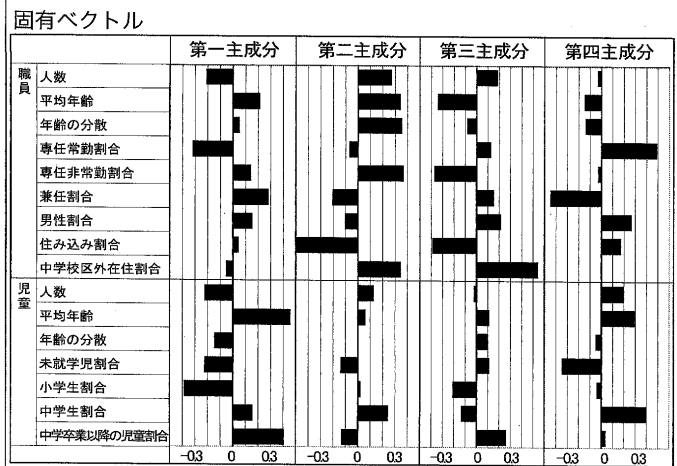 固有ベクトル
第一主成分 第二主成分 第三主成分 第四主成分
職員
人数
平均年齢
年齢の分散
専任常勤割合
専任非常勤割合
兼任割合
男性割合
住み込み割合
中学校区外在住割合
児童
人数
平均年齢
年齢の分散
未就学児割合
小学生割合
中学生割合
中学卒業以降の児童割合
-0.3 0 0.3 -0.3 0 0.3 -0.3 0 0.3 -0.3 0 0.3